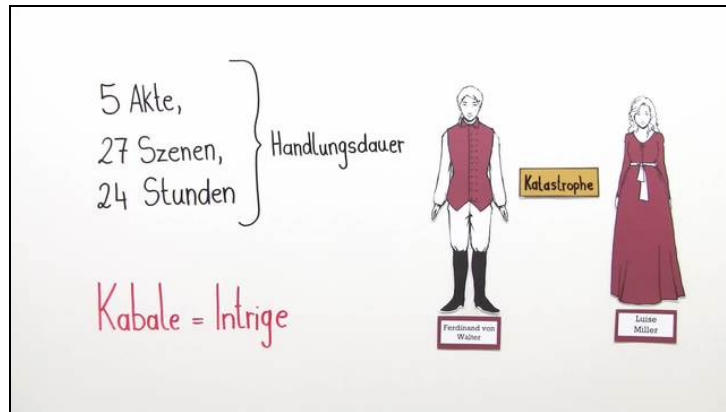 5 Akte,
27 Szenen,
24 Stunden
Handlungsdauer
Kabale = Intrige
Katastrophe
Ferdinand von
Walter
Luise
Miller